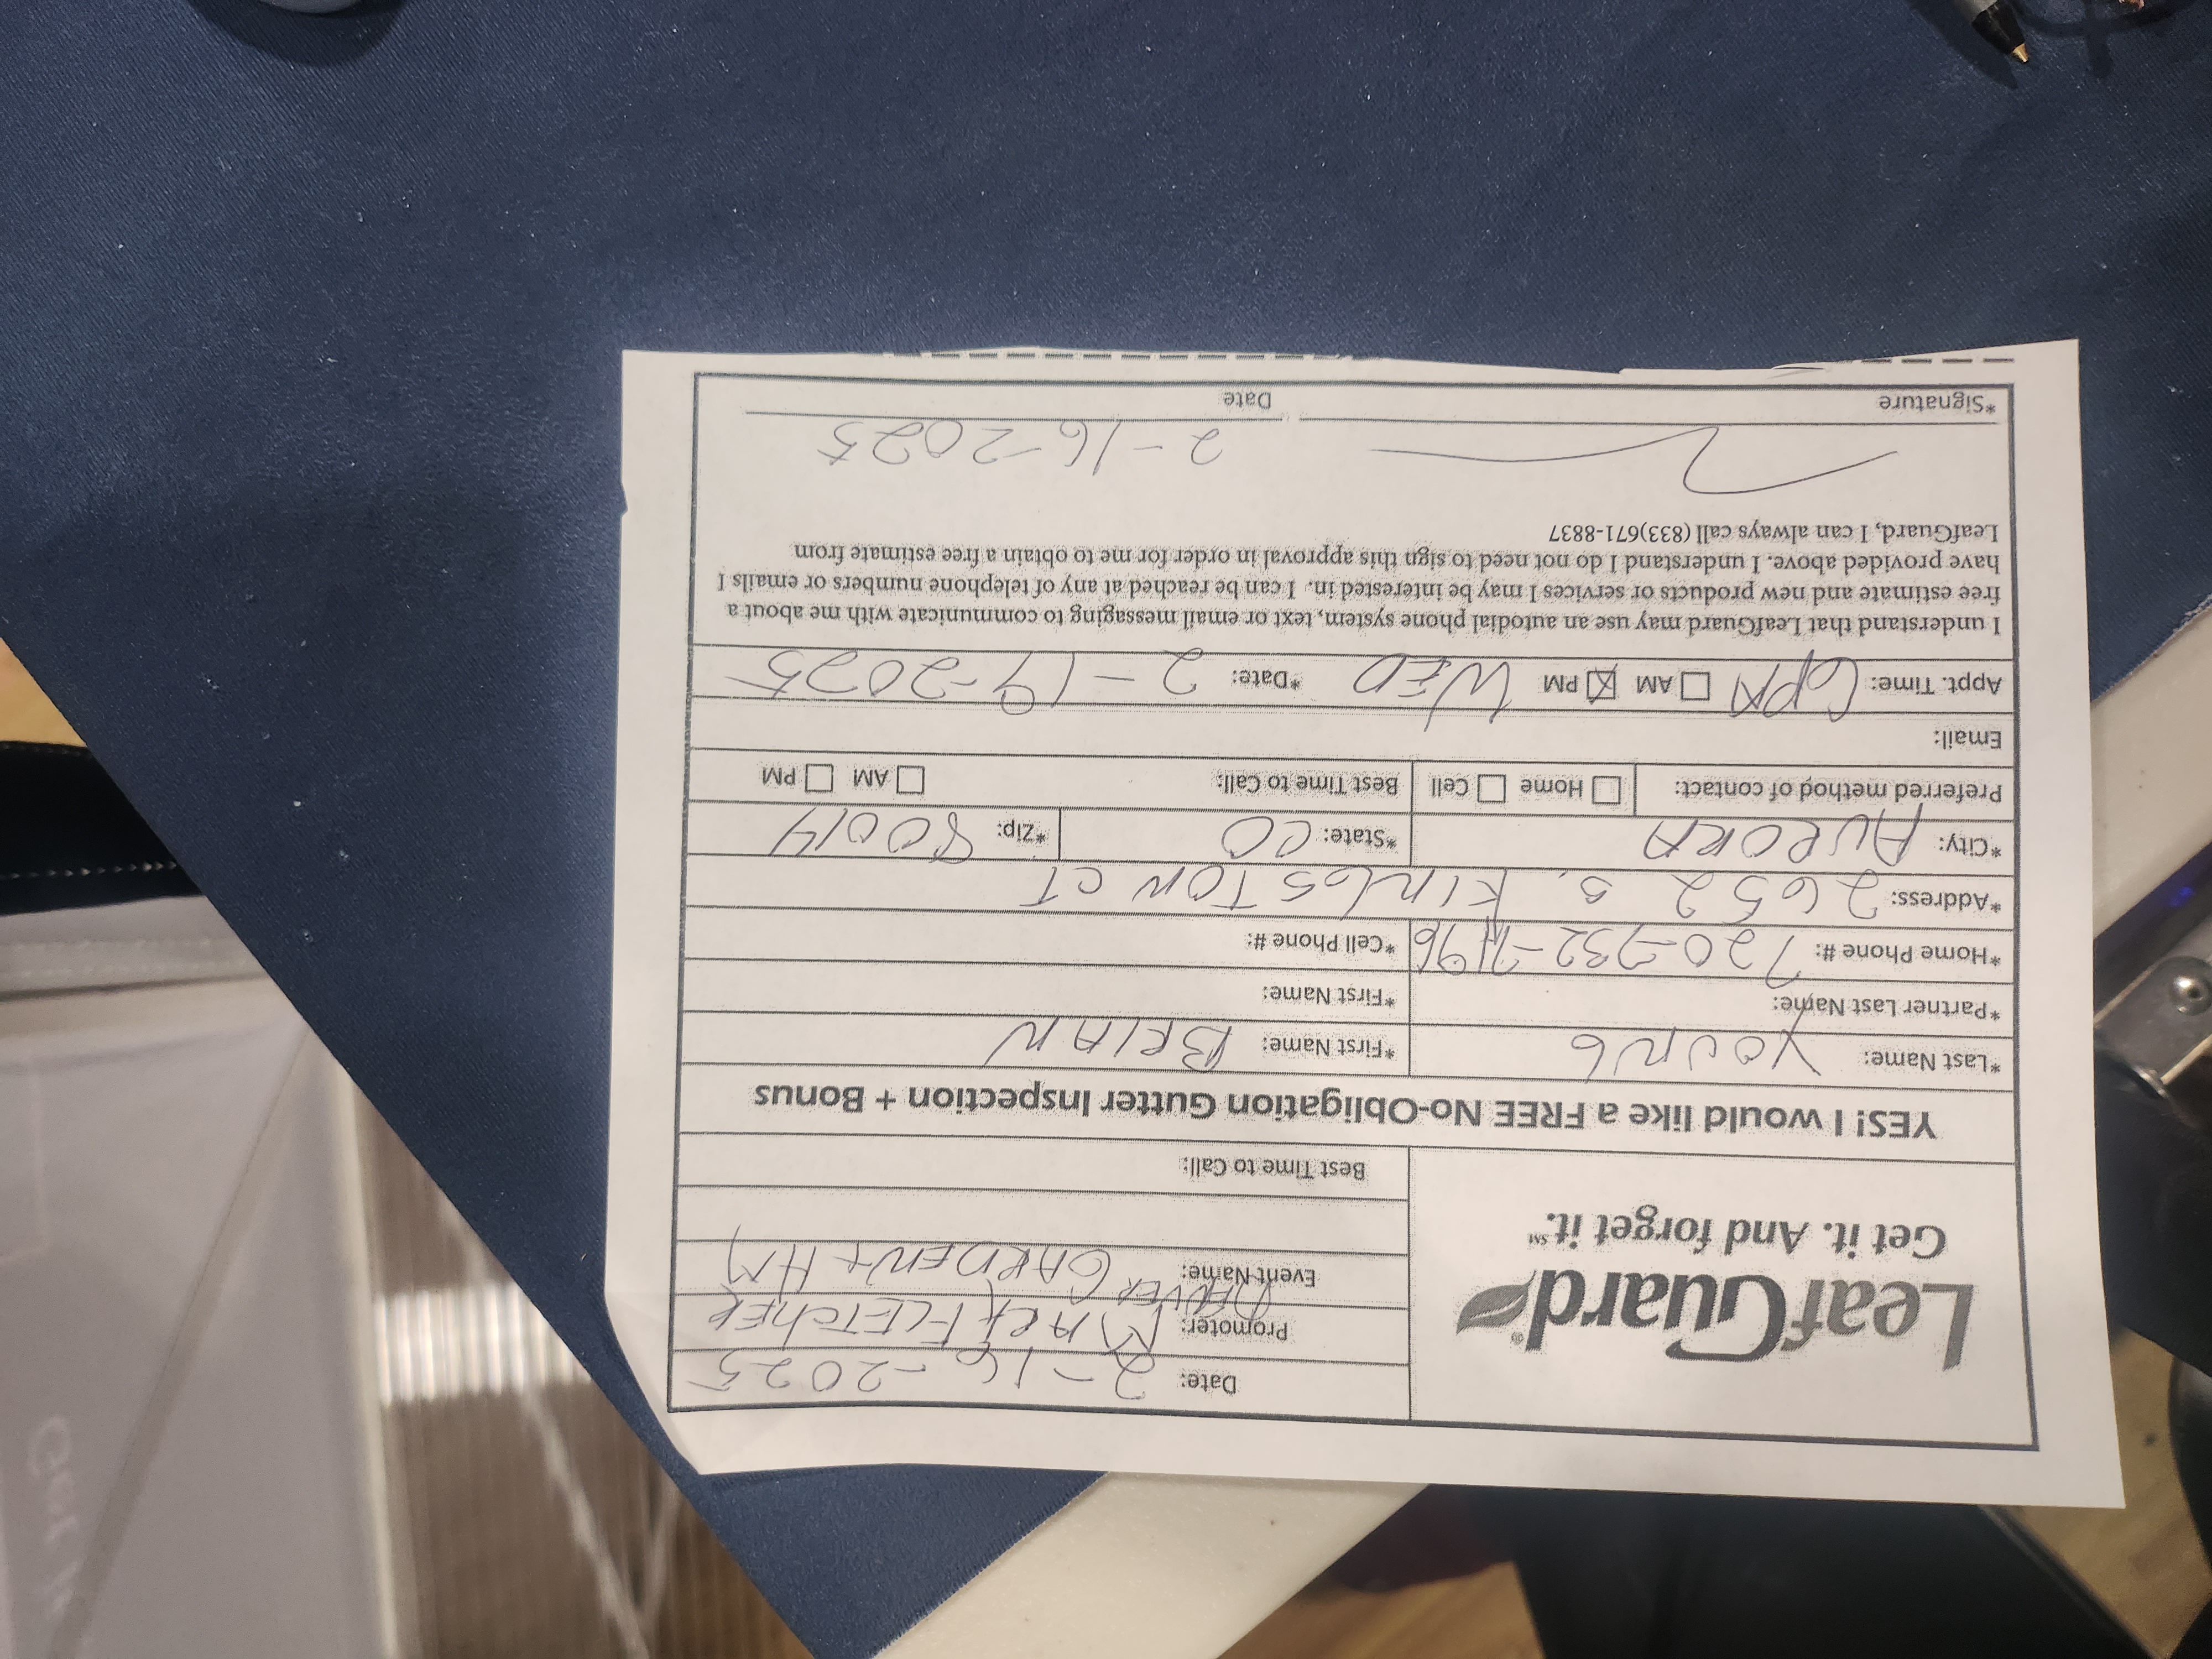 LeafGuard®
Get it. And forget it.℠
Date: 2-16-2025
Promoter: MARK FLETCHER
Event Name: DENVER GARDEN + HM
Best Time to Call:
YES! I would like a FREE No-Obligation Gutter Inspection + Bonus
*Last Name: YOUNG *First Name: BRIAN
*Partner Last Name: *First Name:
*Home Phone #: 720-932- *Cell Phone #:
*Address: 2652 S. KINGSTON CT
*City: AURORA *State: CO *Zip: 80014
Preferred method of contact: ☐ Home ☐ Cell Best Time to Call: ☐ AM ☐ PM
Email:
Appt. Time: 6PM ☐ AM ☒ PM WED *Date: 2-19-2025
I understand that LeafGuard may use an autodial phone system, text or email messaging to communicate with me about a
free estimate and new products or services I may be interested in. I can be reached at any of telephone numbers or emails I
have provided above. I understand I do not need to sign this approval in order for me to obtain a free estimate from
LeafGuard, I can always call (833)671-8837
2-16-2025
*Signature Date
Get it